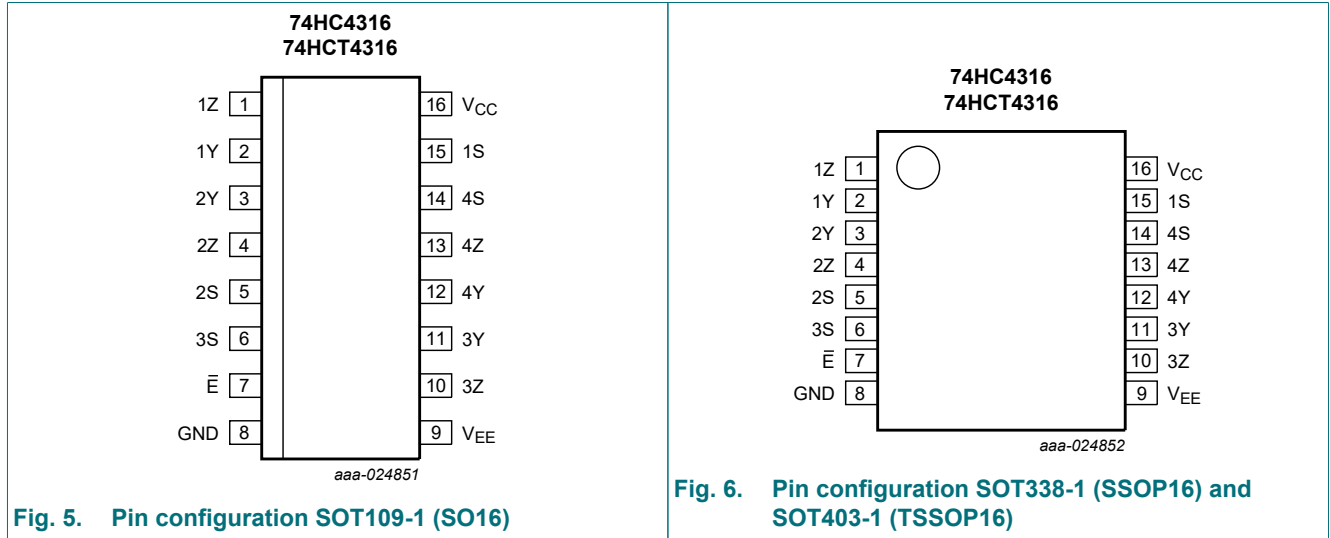 74HC4316
74HCT4316
1Z 1
1Y 2
2Y 3
2Z 4
2S 5
3S 6
E̅ 7
GND 8
16 VCC
15 1S
14 4S
13 4Z
12 4Y
11 3Y
10 3Z
9 VEE
aaa-024851
Fig. 5. Pin configuration SOT109-1 (SO16)
74HC4316
74HCT4316
1Z 1
1Y 2
2Y 3
2Z 4
2S 5
3S 6
E̅ 7
GND 8
16 VCC
15 1S
14 4S
13 4Z
12 4Y
11 3Y
10 3Z
9 VEE
aaa-024852
Fig. 6. Pin configuration SOT338-1 (SSOP16) and
SOT403-1 (TSSOP16)